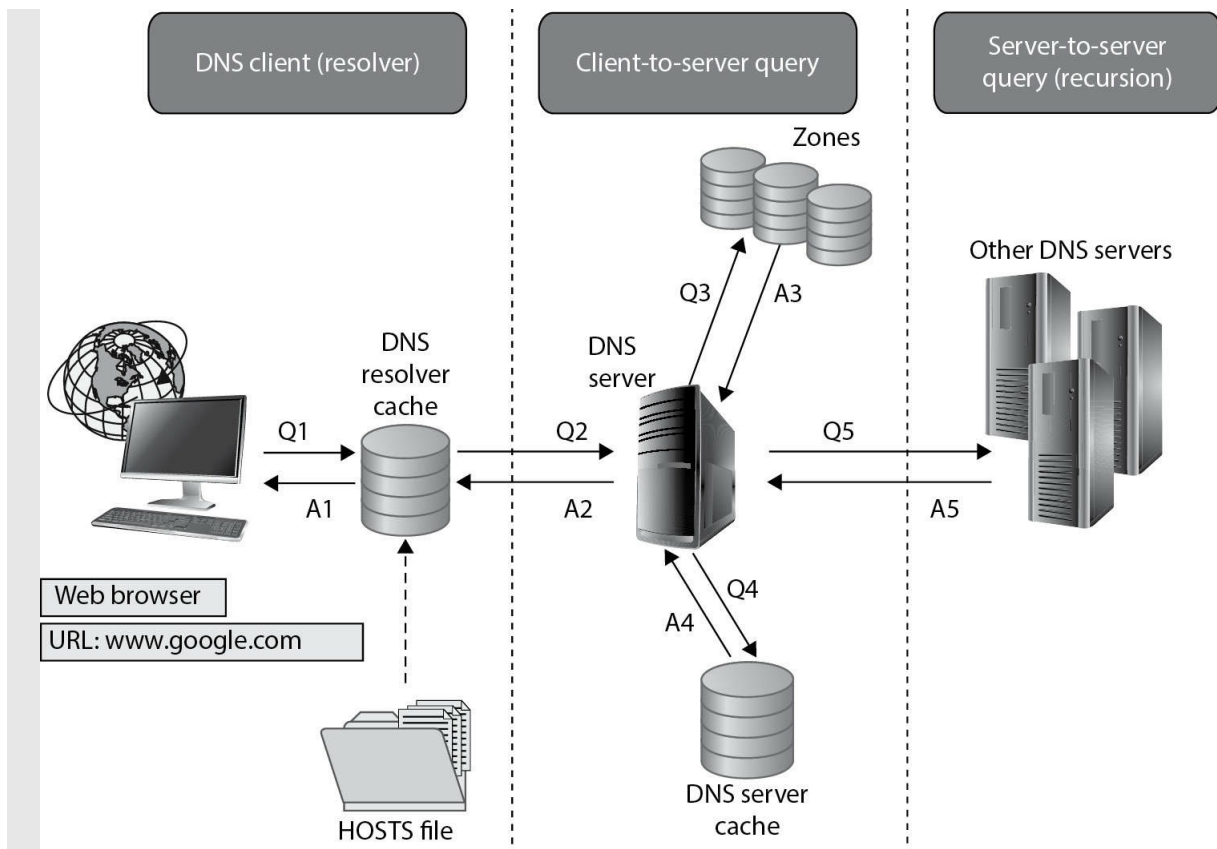 DNS client (resolver)
Client-to-server query
Server-to-server
query (recursion)
Zones
Other DNS servers
Q3
A3
DNS
resolver
cache
DNS
server
Q1
A1
Q2
A2
Q5
A5
Q4
A4
Web browser
URL: www.google.com
HOSTS file
DNS server
cache